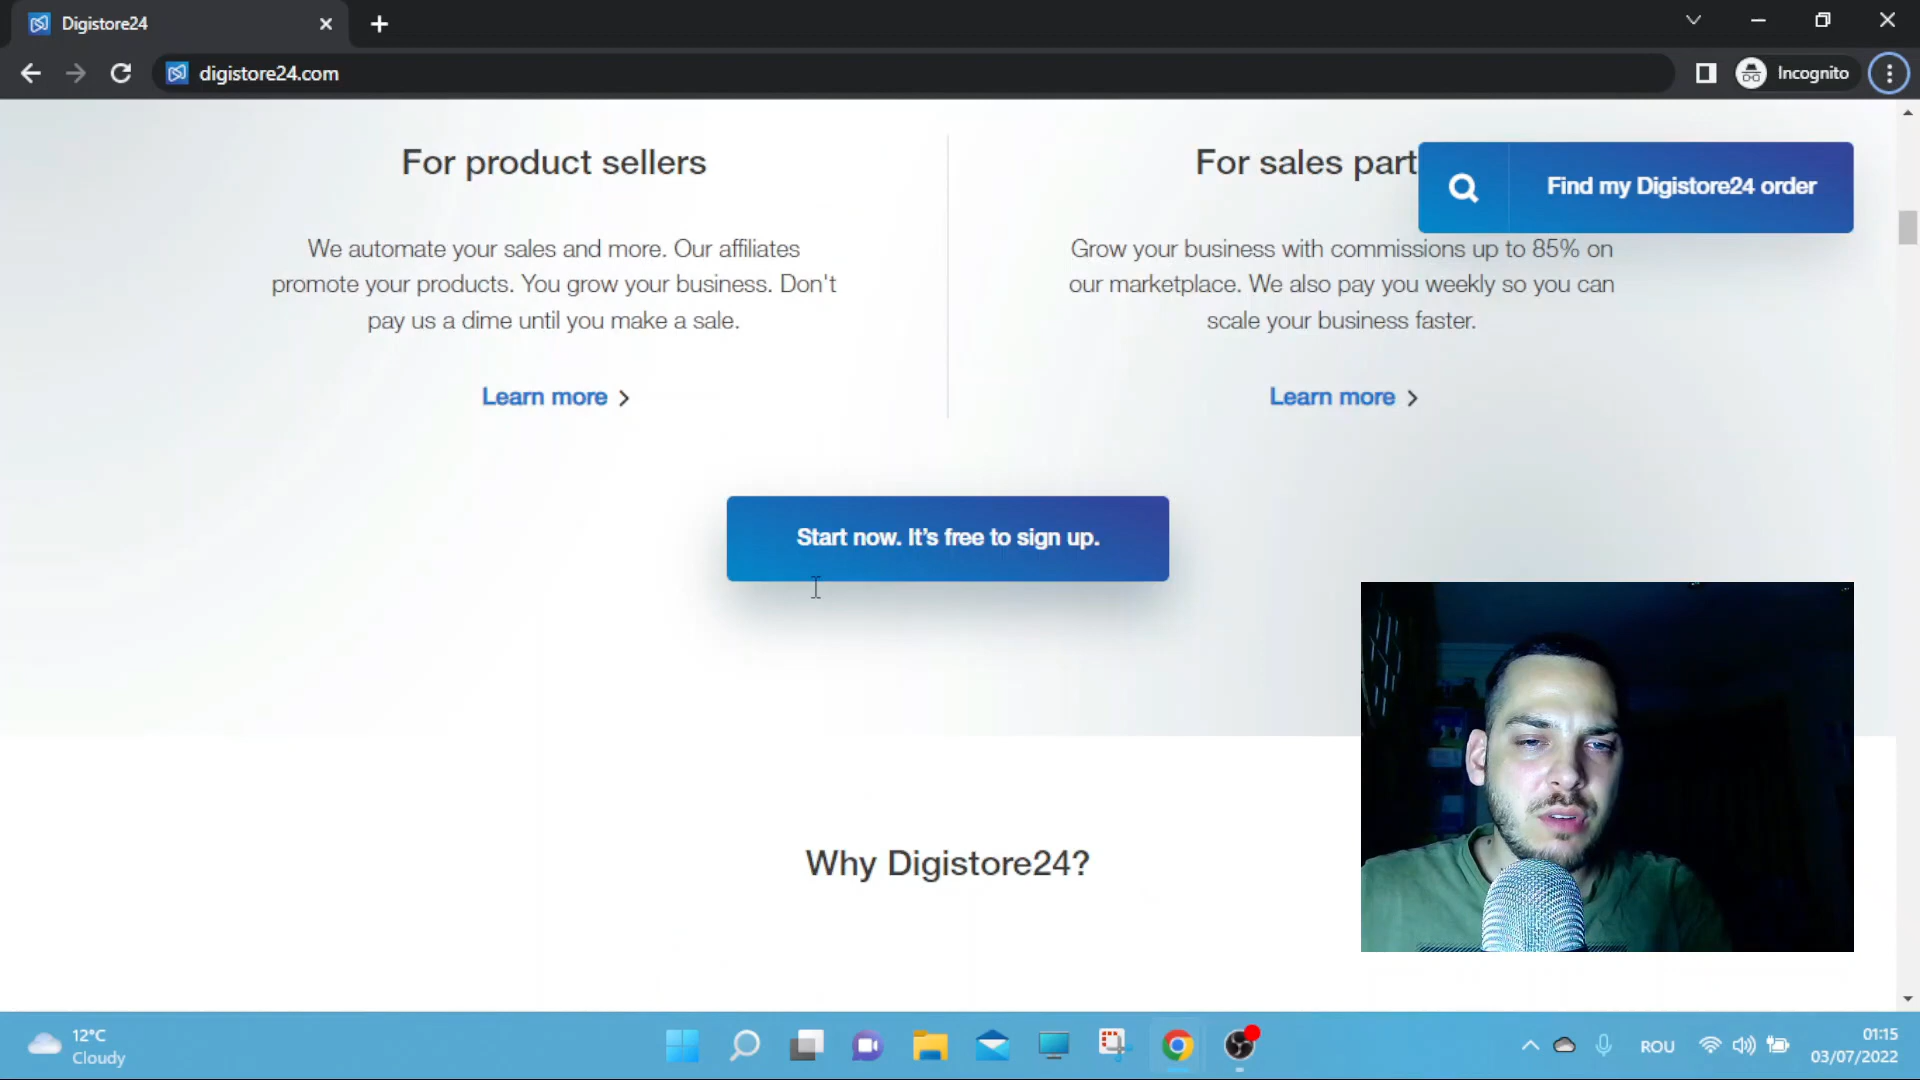 Digistore24
digistore24.com
Incognito
For product sellers
We automate your sales and more. Our affiliates
promote your products. You grow your business. Don't
pay us a dime until you make a sale.
Learn more
For sales part
Find my Digistore24 order
Grow your business with commissions up to 85% on
our marketplace. We also pay you weekly so you can
scale your business faster.
Learn more
Start now. It's free to sign up.
Why Digistore24?
12°C
Cloudy
ROU
01:15
03/07/2022